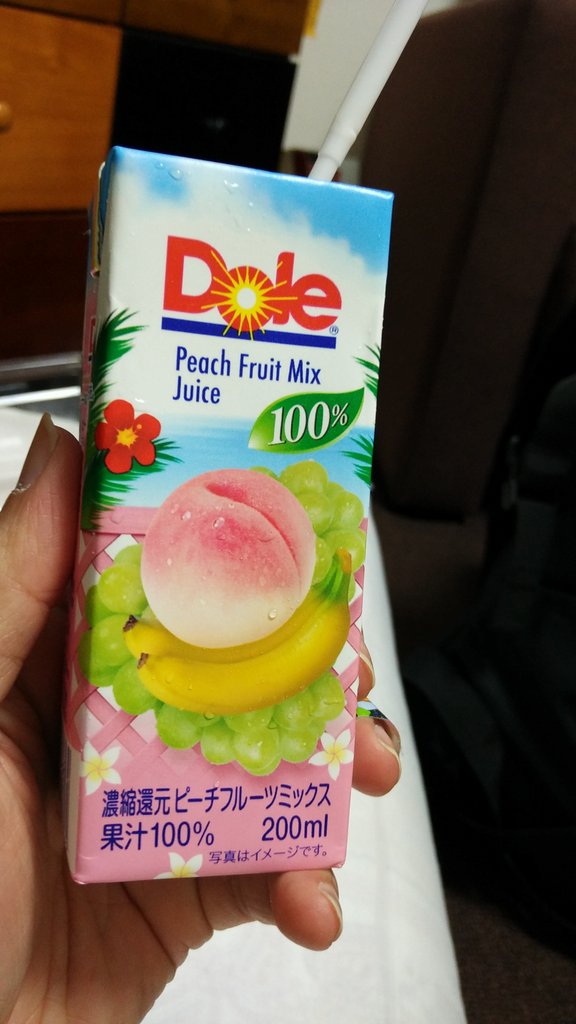 Dole®
Peach Fruit Mix
Juice
100%
濃縮還元ピーチフルーツミックス
果汁100% 200ml
写真はイメージです。